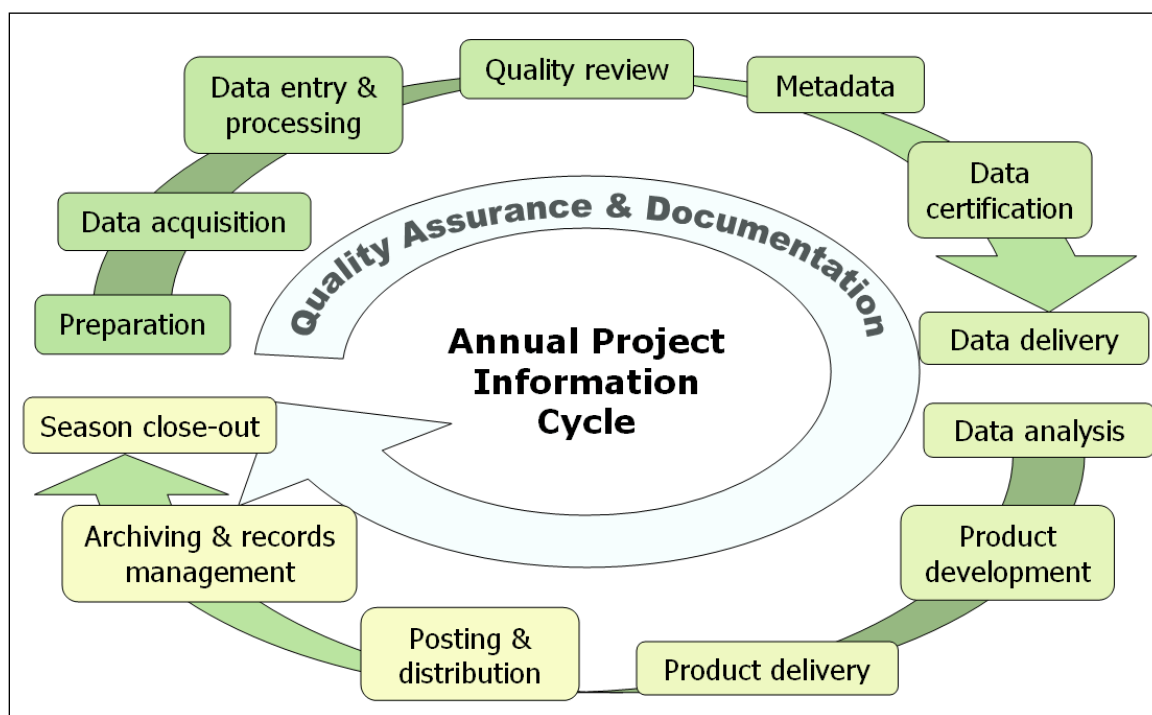 Preparation
Data acquisition
Data entry &
processing
Quality review
Metadata
Data
certification
Data delivery
Data analysis
Product
development
Product delivery
Posting &
distribution
Archiving & records
management
Season close-out
Quality Assurance & Documentation
Annual Project
Information
Cycle